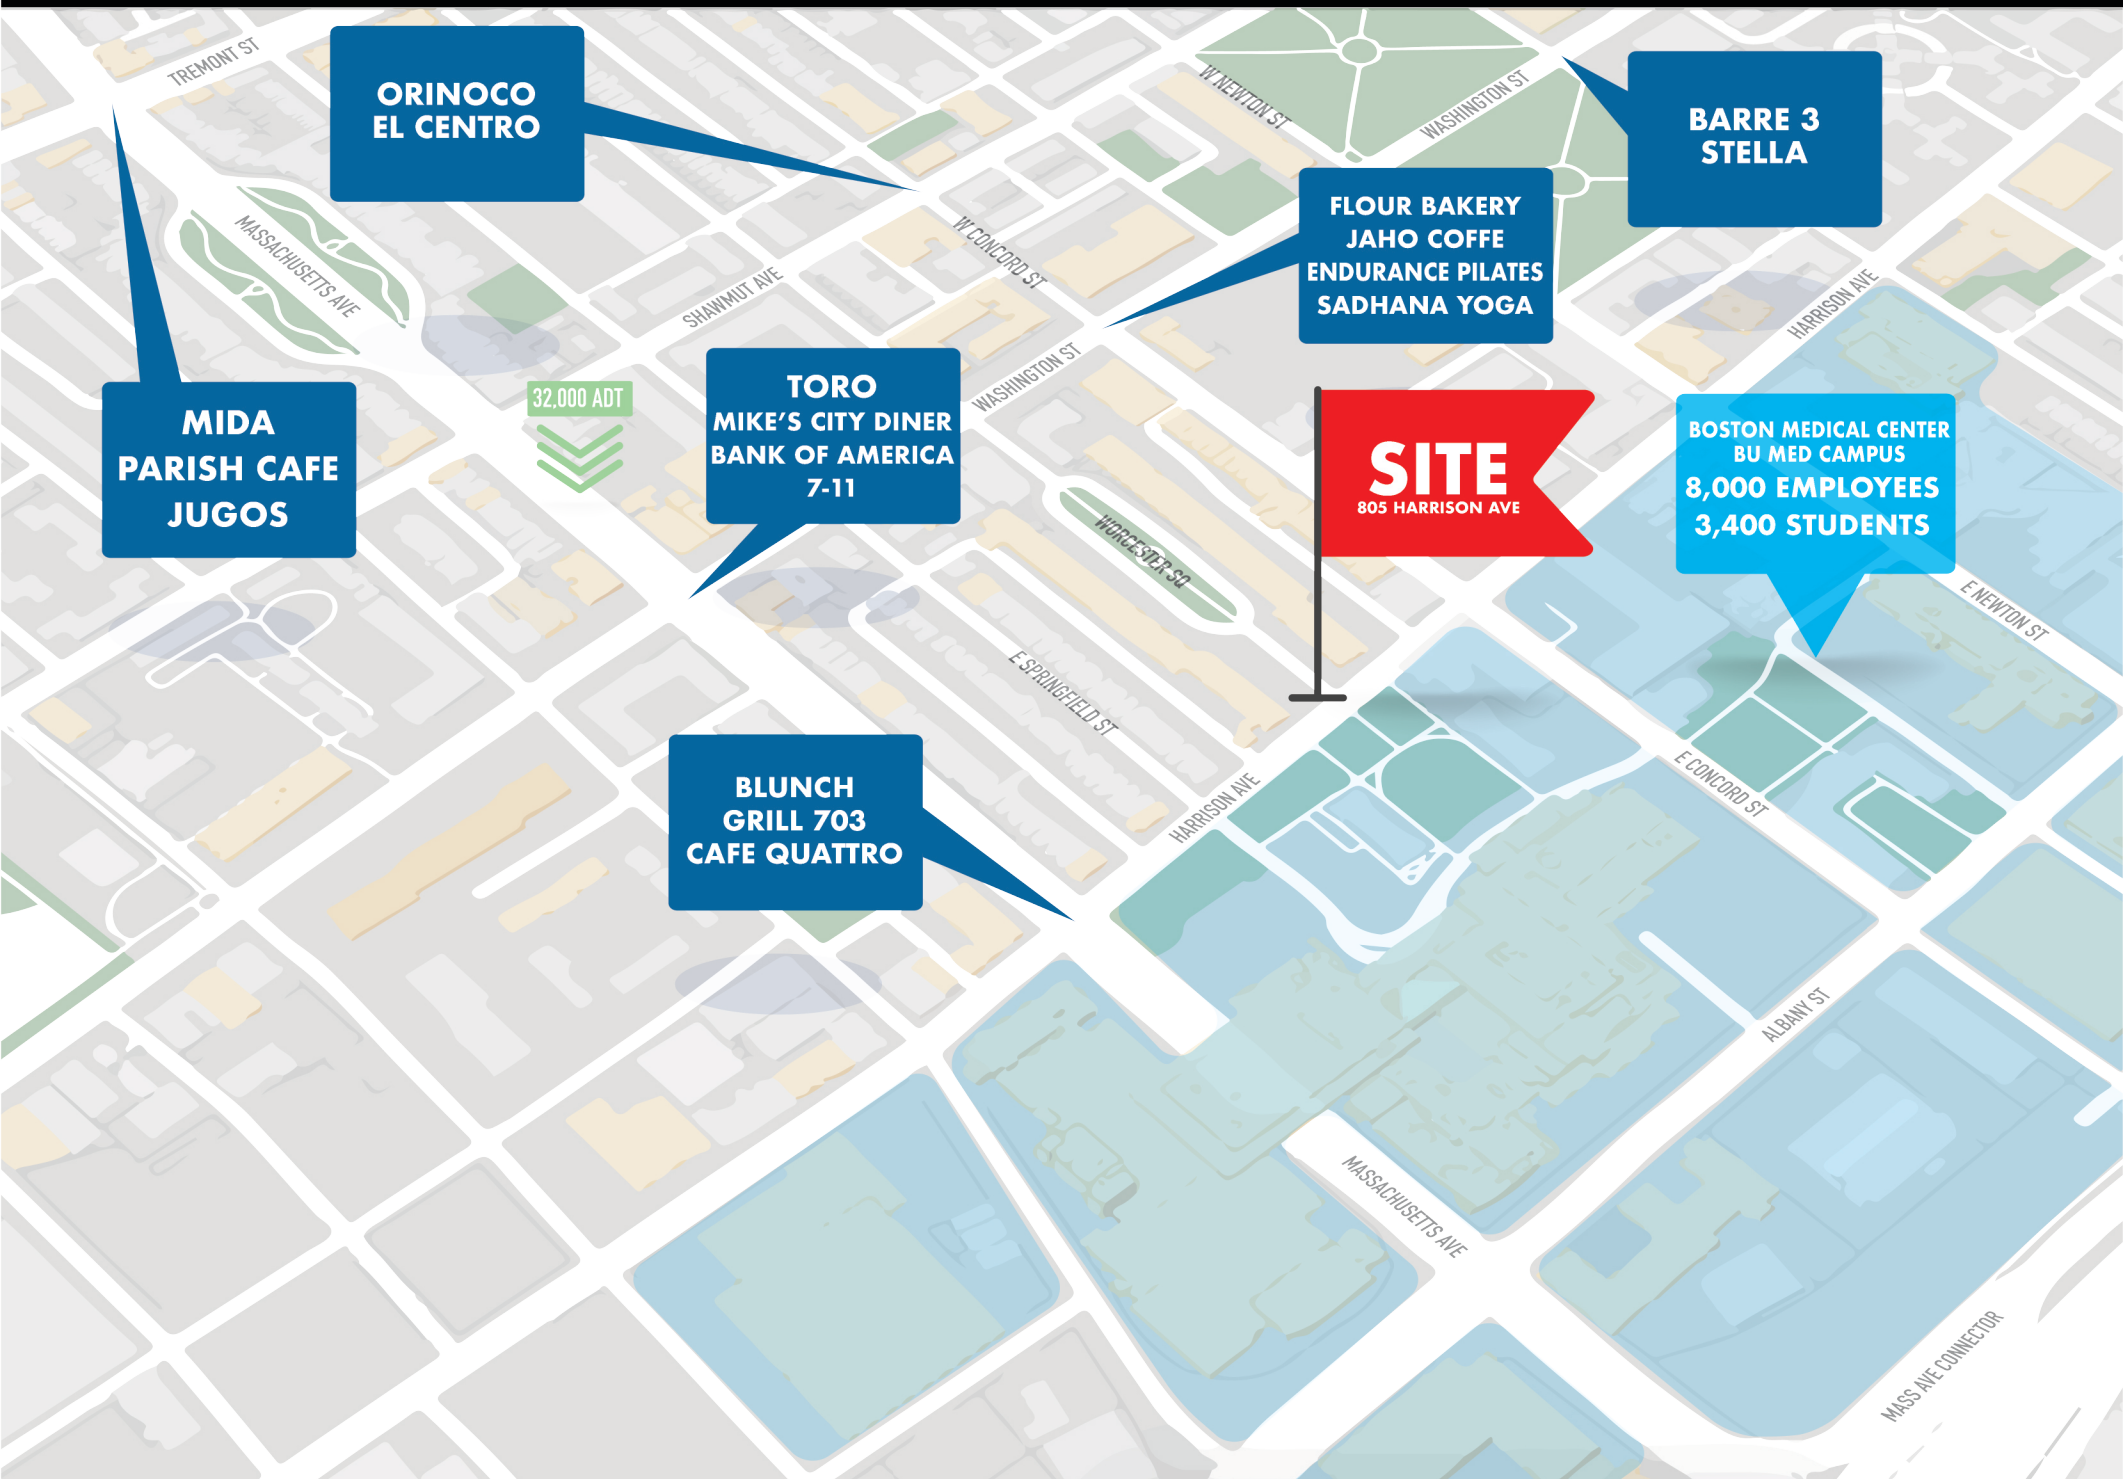 TREMONT ST
ORINOCO
EL CENTRO
W NEWTON ST
WASHINGTON ST
BARRE 3
STELLA
MASSACHUSETTS AVE
SHAWMUT AVE
W CONCORD ST
FLOUR BAKERY
JAHO COFFE
ENDURANCE PILATES
SADHANA YOGA
HARRISON AVE
MIDA
PARISH CAFE
JUGOS
32,000 ADT
TORO
MIKE'S CITY DINER
BANK OF AMERICA
7-11
WASHINGTON ST
SITE
805 HARRISON AVE
BOSTON MEDICAL CENTER
BU MED CAMPUS
8,000 EMPLOYEES
3,400 STUDENTS
WORCESTER SQ
E NEWTON ST
E SPRINGFIELD ST
BLUNCH
GRILL 703
CAFE QUATTRO
HARRISON AVE
E CONCORD ST
ALBANY ST
MASSACHUSETTS AVE
MASS AVE CONNECTOR